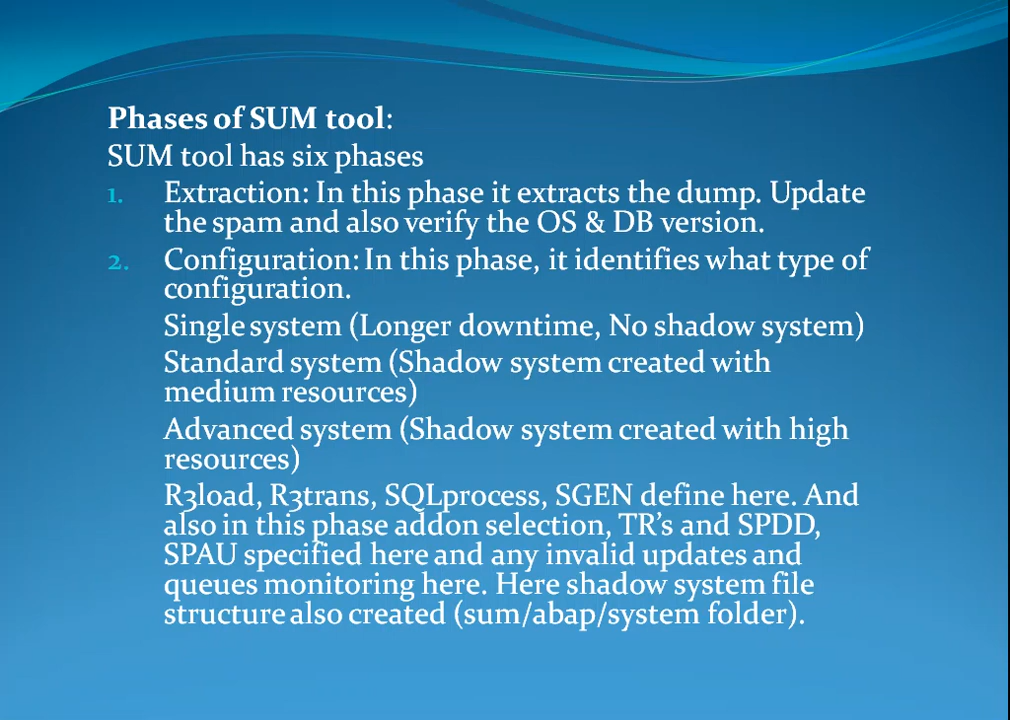 Phases of SUM tool:
SUM tool has six phases
1. Extraction: In this phase it extracts the dump. Update
the spam and also verify the OS & DB version.
2. Configuration: In this phase, it identifies what type of
configuration.
Single system (Longer downtime, No shadow system)
Standard system (Shadow system created with
medium resources)
Advanced system (Shadow system created with high
resources)
R3load, R3trans, SQLprocess, SGEN define here. And
also in this phase addon selection, TR's and SPDD,
SPAU specified here and any invalid updates and
queues monitoring here. Here shadow system file
structure also created (sum/abap/system folder).